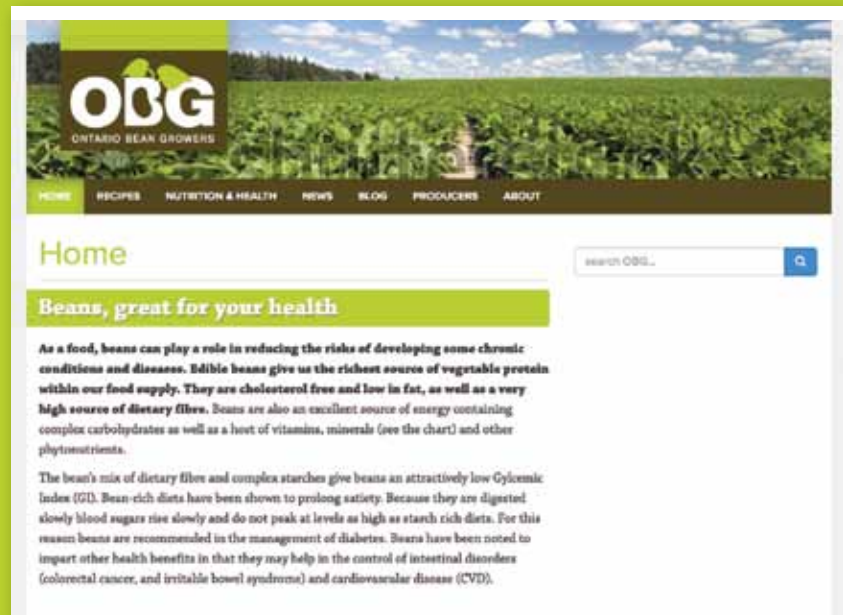 OBG
ONTARIO BEAN GROWERS
HOME RECIPES NUTRITION & HEALTH NEWS BLOG PRODUCERS ABOUT
Home
search OBG...
Beans, great for your health
As a food, beans can play a role in reducing the risks of developing some chronic
conditions and diseases. Edible beans give us the richest source of vegetable protein
within our food supply. They are cholesterol free and low in fat, as well as a very
high source of dietary fibre. Beans are also an excellent source of energy containing
complex carbohydrates as well as a host of vitamins, minerals (see the chart) and other
phytonutrients.
The bean's mix of dietary fibre and complex starches give beans an attractively low Gylcemic
Index (GI). Bean-rich diets have been shown to prolong satiety. Because they are digested
slowly blood sugars rise slowly and do not peak at levels as high as starch rich diets. For this
reason beans are recommended in the management of diabetes. Beans have been noted to
impart other health benefits in that they may help in the control of intestinal disorders
(colorectal cancer, and irritable bowel syndrome) and cardiovascular disease (CVD).